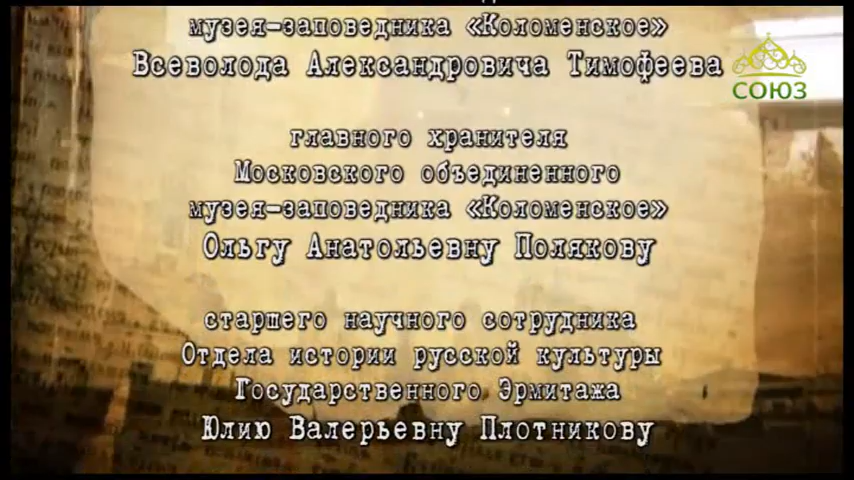 музея-заповедника «Коломенское»
Всеволода Александровича Тимофеева
СОЮЗ
главного хранителя
Московского объединенного
музея-заповедника «Коломенское»
Ольгу Анатольевну Полякову
старшего научного сотрудника
Отдела истории русской культуры
Государственного Эрмитажа
Юлию Валерьевну Плотникову